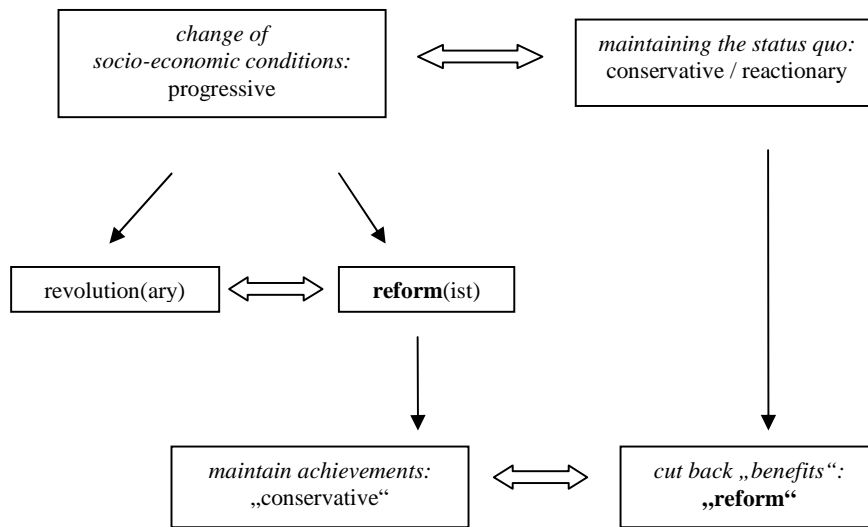 change of
socio-economic conditions:
progressive
maintaining the status quo:
conservative / reactionary
revolution(ary)
reform(ist)
maintain achievements:
„conservative“
cut back „benefits“:
„reform“